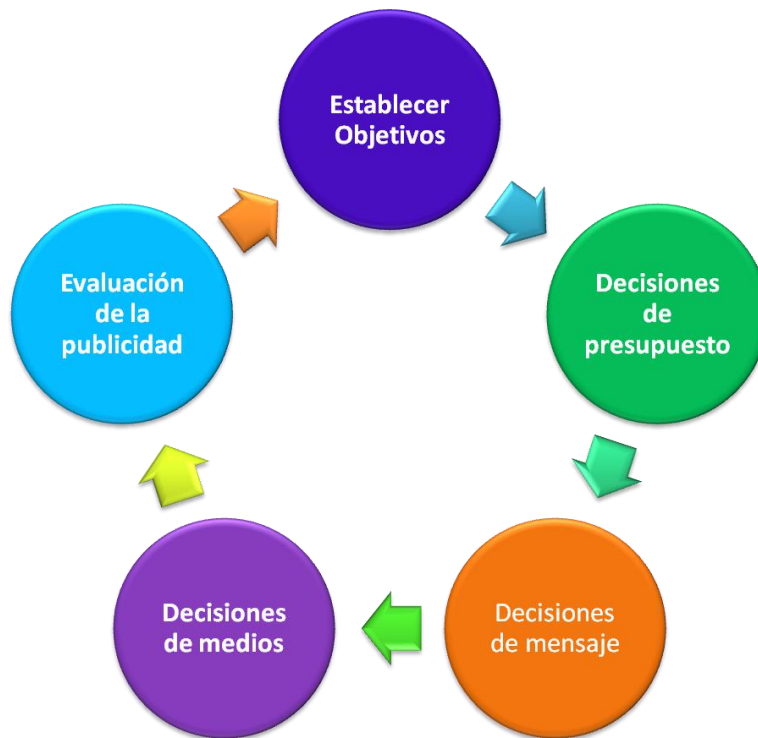 Establecer
Objetivos
Decisiones
de
presupuesto
Decisiones
de mensaje
Decisiones
de medios
Evaluación
de la
publicidad